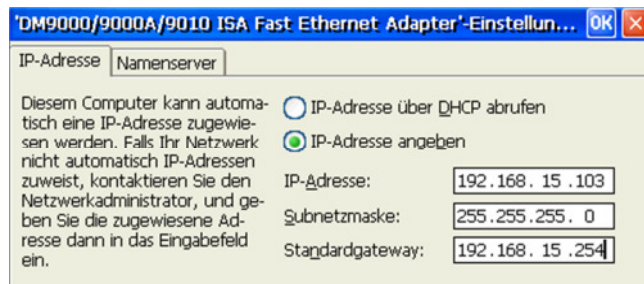 'DM9000/9000A/9010 ISA Fast Ethernet Adapter'-Einstellun... OK
IP-Adresse Namenserver
Diesem Computer kann automa-
tisch eine IP-Adresse zugewie-
sen werden. Falls Ihr Netzwerk
nicht automatisch IP-Adressen
zuweist, kontaktieren Sie den
Netzwerkadministrator, und ge-
ben Sie die zugewiesene Ad-
resse dann in das Eingabefeld
ein.
IP-Adresse über DHCP abrufen
IP-Adresse angeben
IP-Adresse: 192.168. 15 .103
Subnetzmaske: 255.255.255. 0
Standardgateway: 192.168. 15 .254